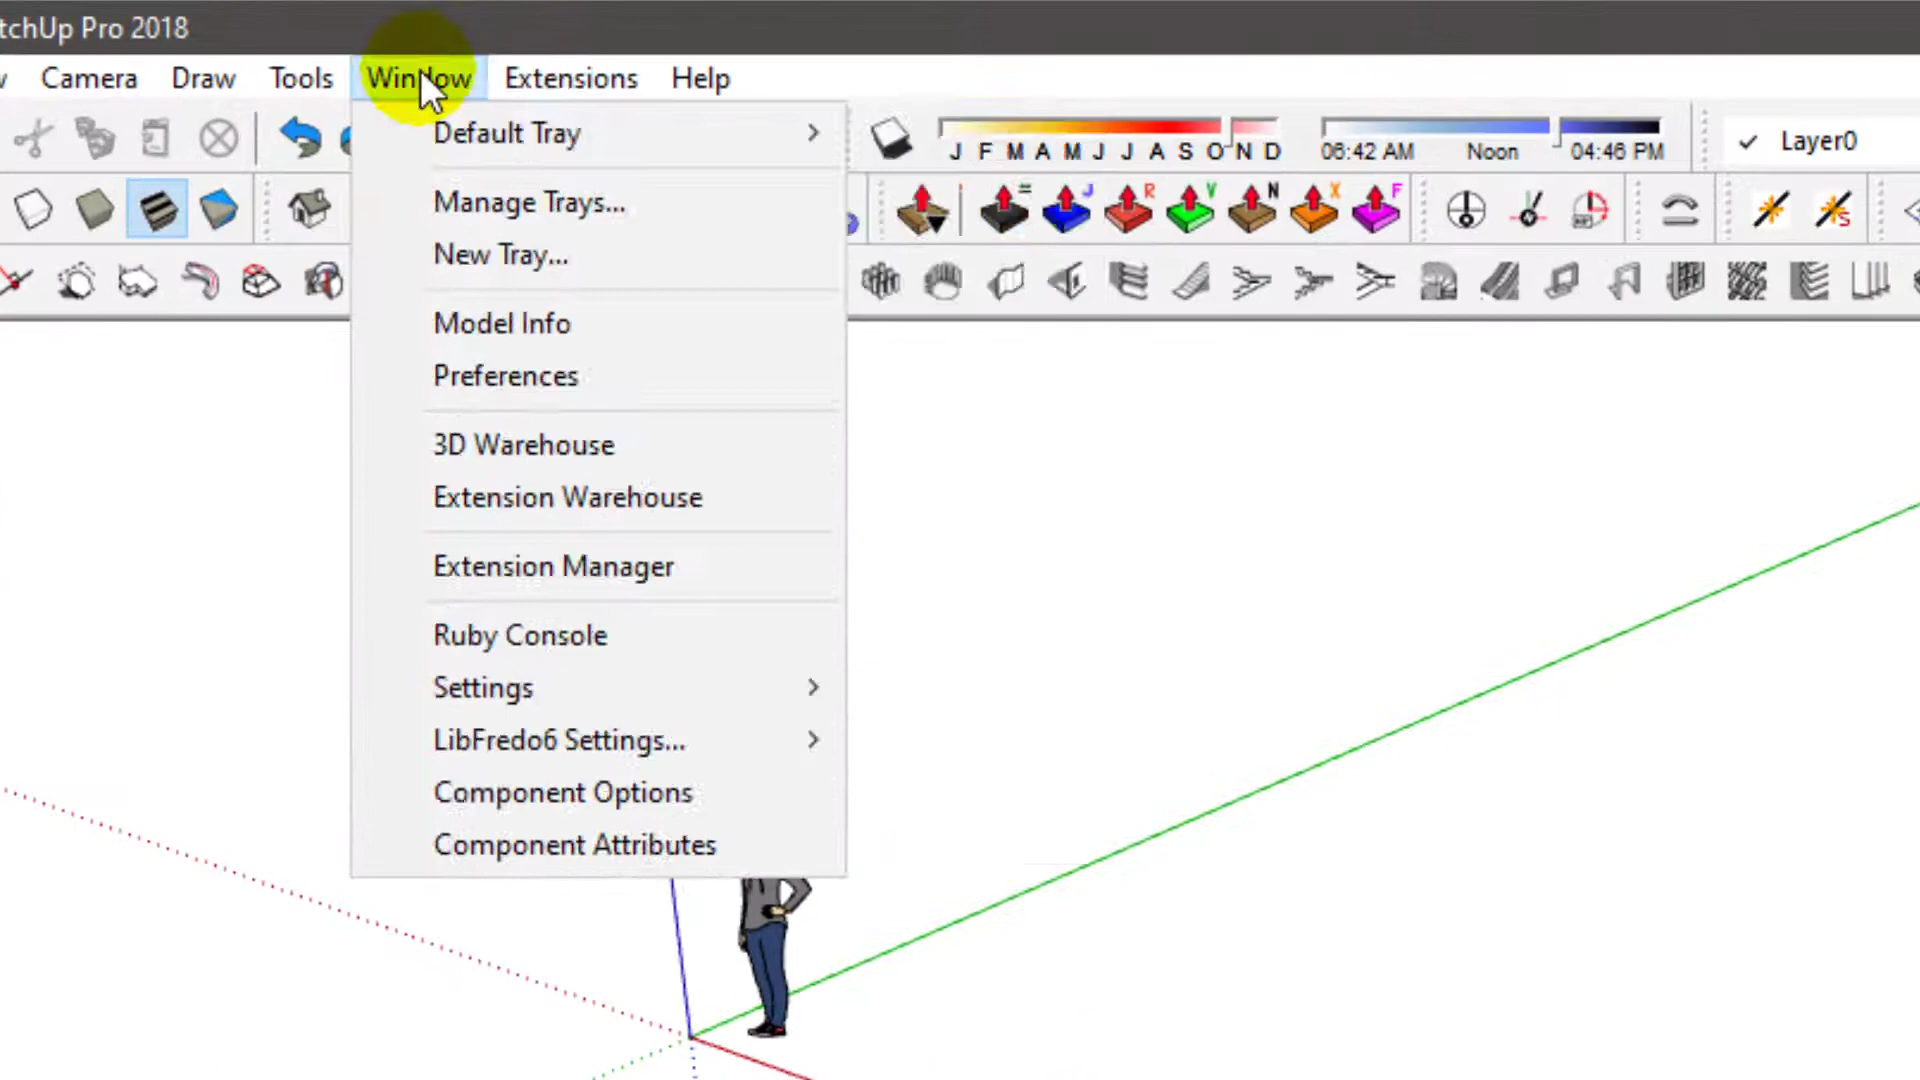 tchUp Pro 2018
Camera Draw Tools Window Extensions Help
Default Tray
Manage Trays...
New Tray...
Model Info
Preferences
3D Warehouse
Extension Warehouse
Extension Manager
Ruby Console
Settings
LibFredo6 Settings...
Component Options
Component Attributes
J F M A M J J A S O N D
06:42 AM Noon 04:46 PM
Layer0
= J R V N X F
S